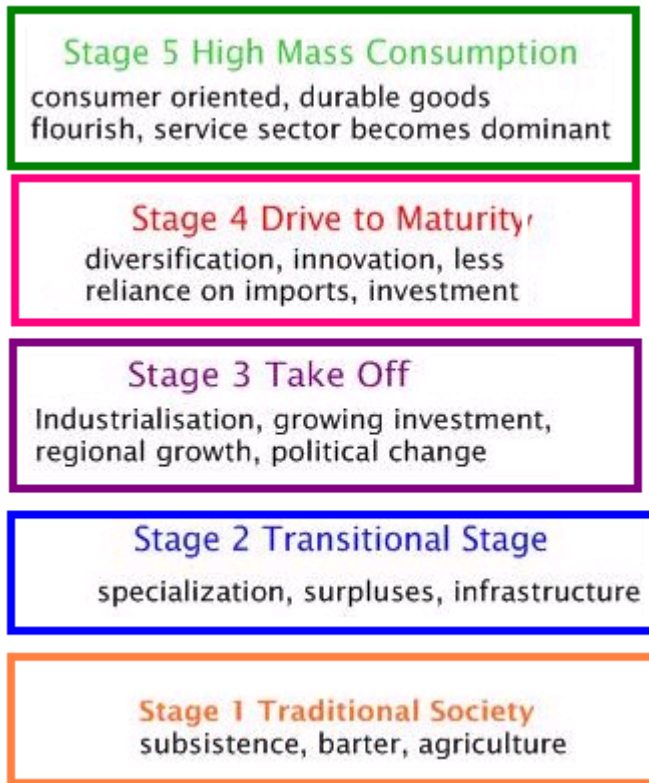 Stage 5 High Mass Consumption
consumer oriented, durable goods
flourish, service sector becomes dominant
Stage 4 Drive to Maturity
diversification, innovation, less
reliance on imports, investment
Stage 3 Take Off
Industrialisation, growing investment,
regional growth, political change
Stage 2 Transitional Stage
specialization, surpluses, infrastructure
Stage 1 Traditional Society
subsistence, barter, agriculture